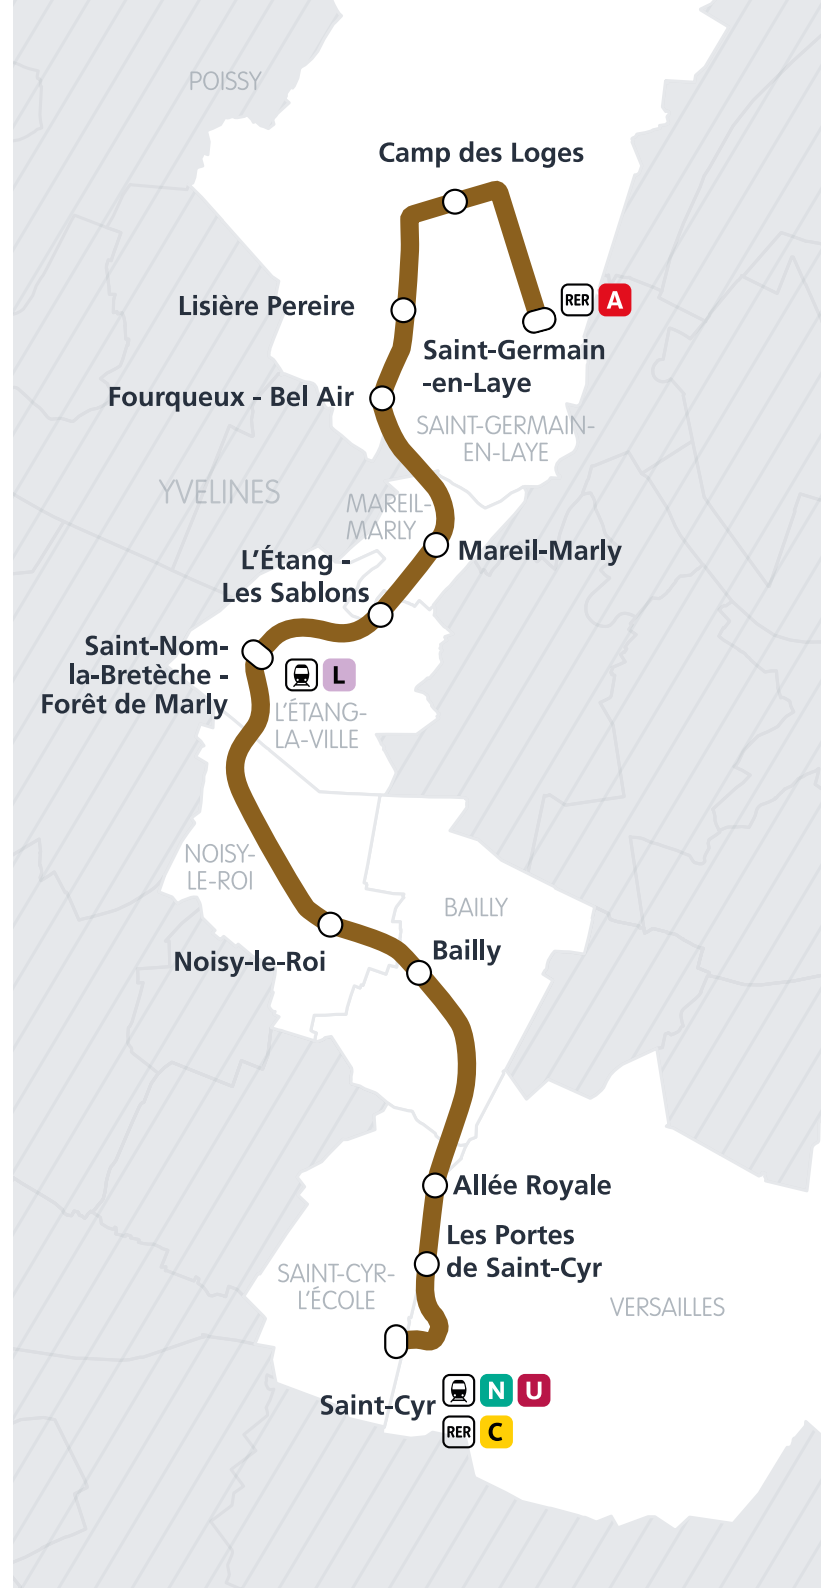 POISSY
Camp des Loges
RER A
Lisière Pereire
Saint-Germain
-en-Laye
Fourqueux - Bel Air
SAINT-GERMAIN-
EN-LAYE
YVELINES
MAREIL-
MARLY
Mareil-Marly
L’Étang -
Les Sablons
Saint-Nom-
la-Bretèche -
Forêt de Marly
L
L’ÉTANG-
LA-VILLE
NOISY-
LE-ROI
BAILLY
Noisy-le-Roi
Bailly
Allée Royale
Les Portes
de Saint-Cyr
SAINT-CYR-
L’ÉCOLE
VERSAILLES
Saint-Cyr
N U
RER C